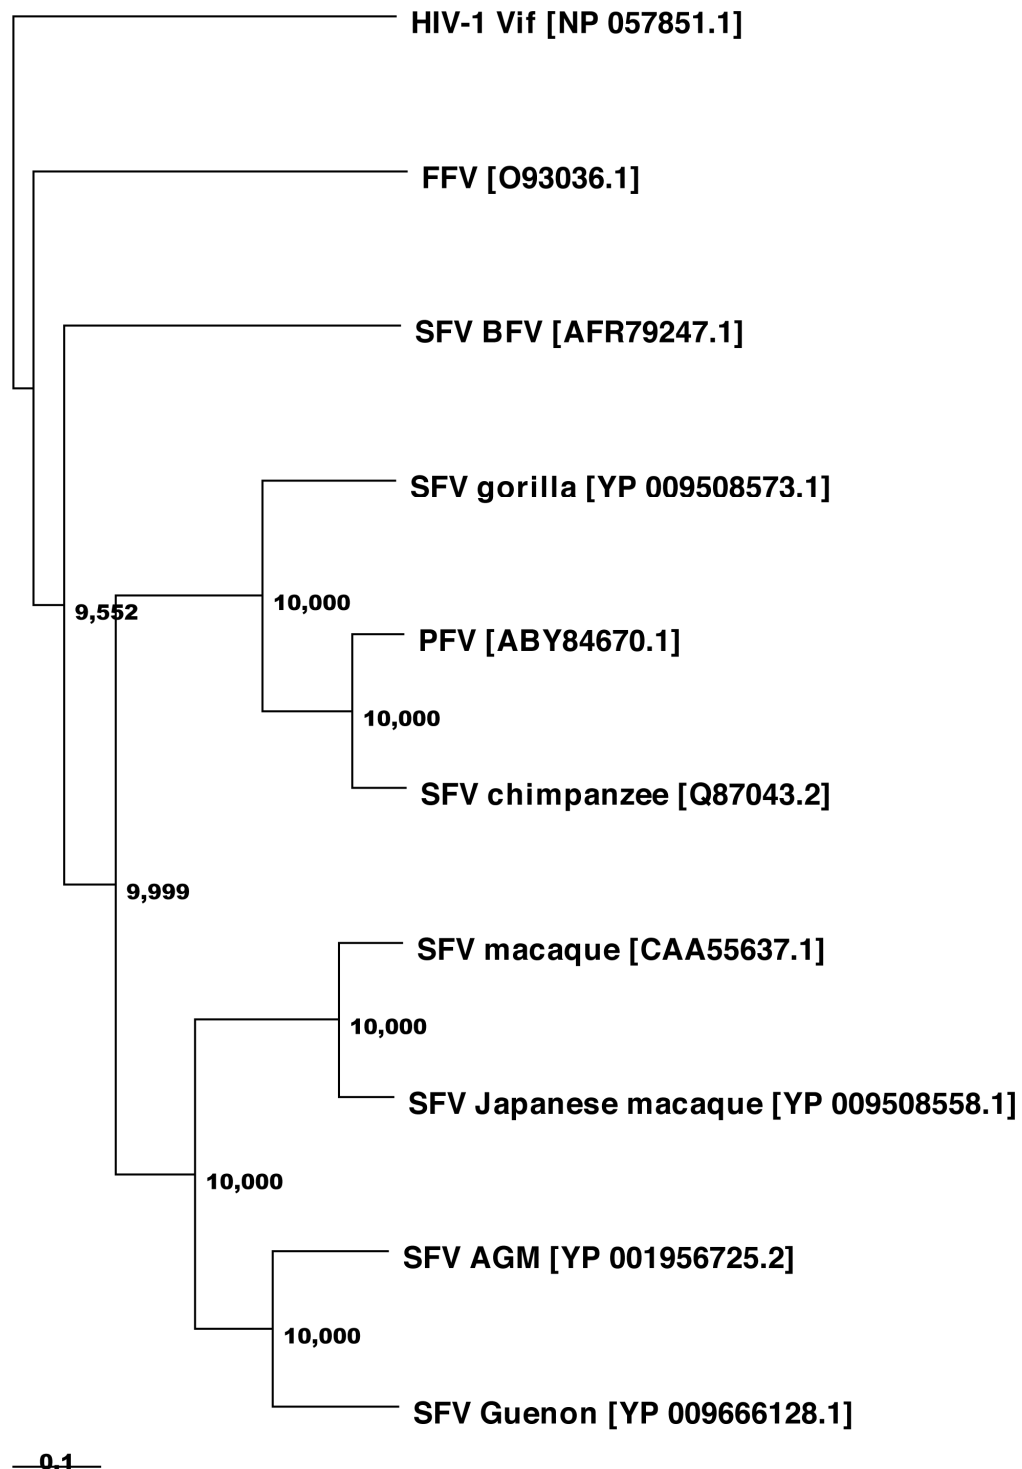 HIV-1 Vif [NP 057851.1]
FFV [O93036.1]
SFV BFV [AFR79247.1]
SFV gorilla [YP 009508573.1]
9,552
10,000
PFV [ABY84670.1]
10,000
SFV chimpanzee [Q87043.2]
9,999
SFV macaque [CAA55637.1]
10,000
SFV Japanese macaque [YP 009508558.1]
10,000
SFV AGM [YP 001956725.2]
10,000
SFV Guenon [YP 009666128.1]
0.1